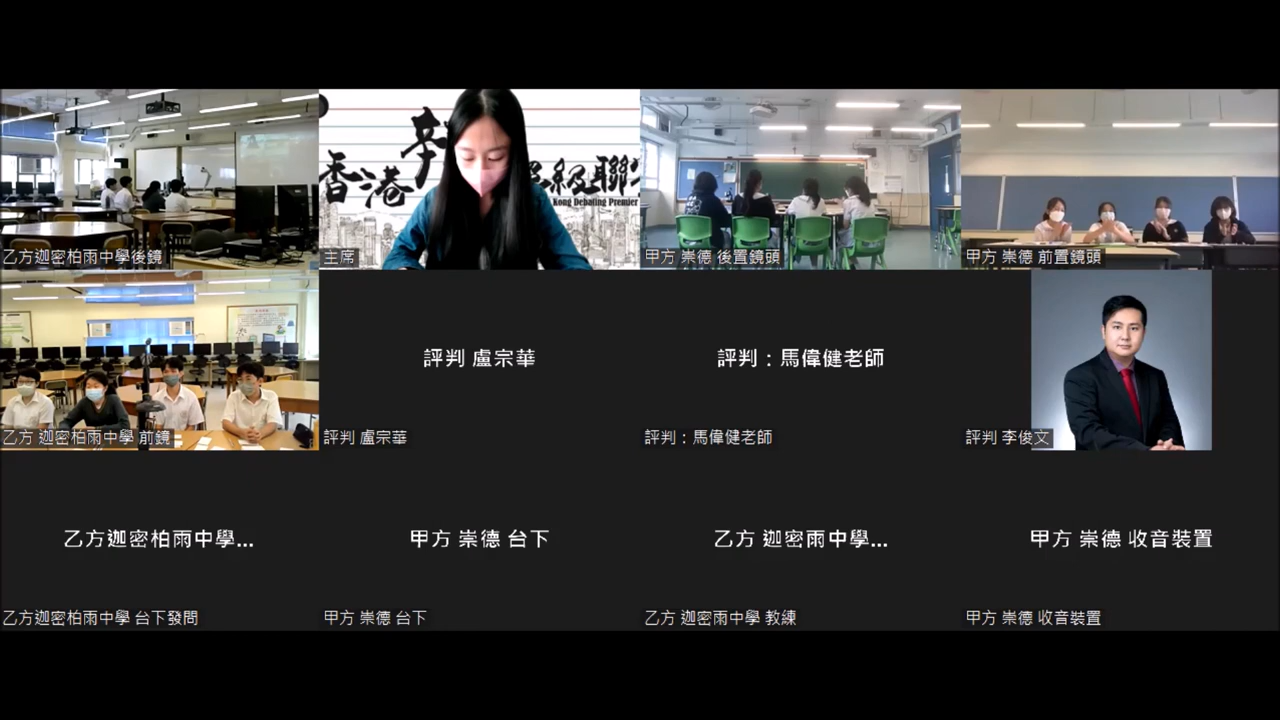 香港辯
級聯
Kong Debating Premier
乙方迦密柏雨中學後鏡
主席
甲方 崇德 後置鏡頭
甲方 崇德 前置鏡頭
評判 盧宗華
評判：馬偉健老師
乙方 迦密柏雨中學 前鏡
評判 盧宗華
評判：馬偉健老師
評判 李俊文
乙方迦密柏雨中學...
甲方 崇德 台下
乙方 迦密雨中學...
甲方 崇德 收音裝置
乙方迦密柏雨中學 台下發問
甲方 崇德 台下
乙方 迦密雨中學 教練
甲方 崇德 收音裝置